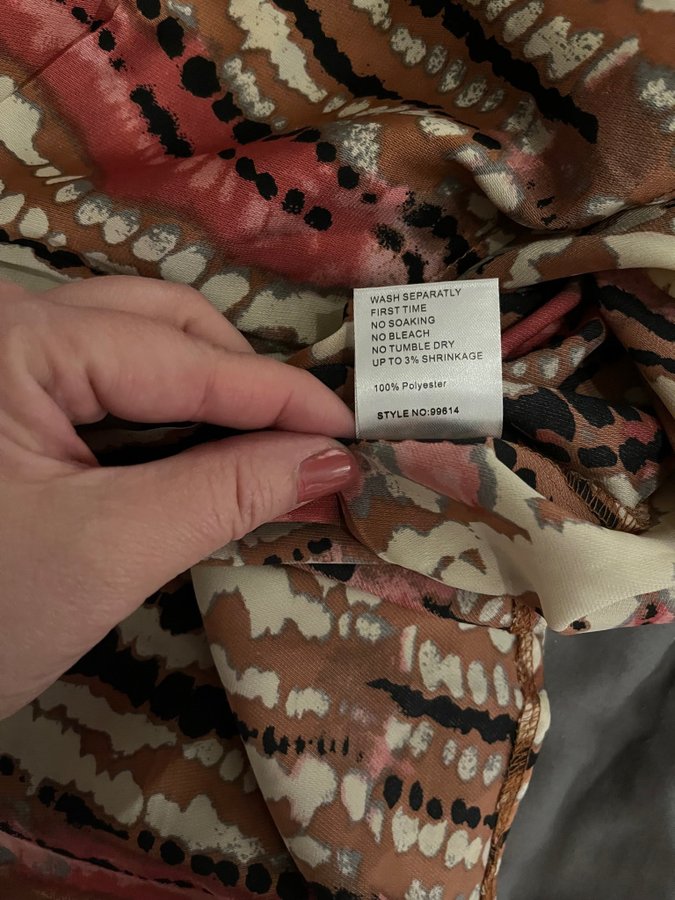 WASH SEPARATLY
FIRST TIME
NO SOAKING
NO BLEACH
NO TUMBLE DRY
UP TO 3% SHRINKAGE
100% Polyester
STYLE NO:99614